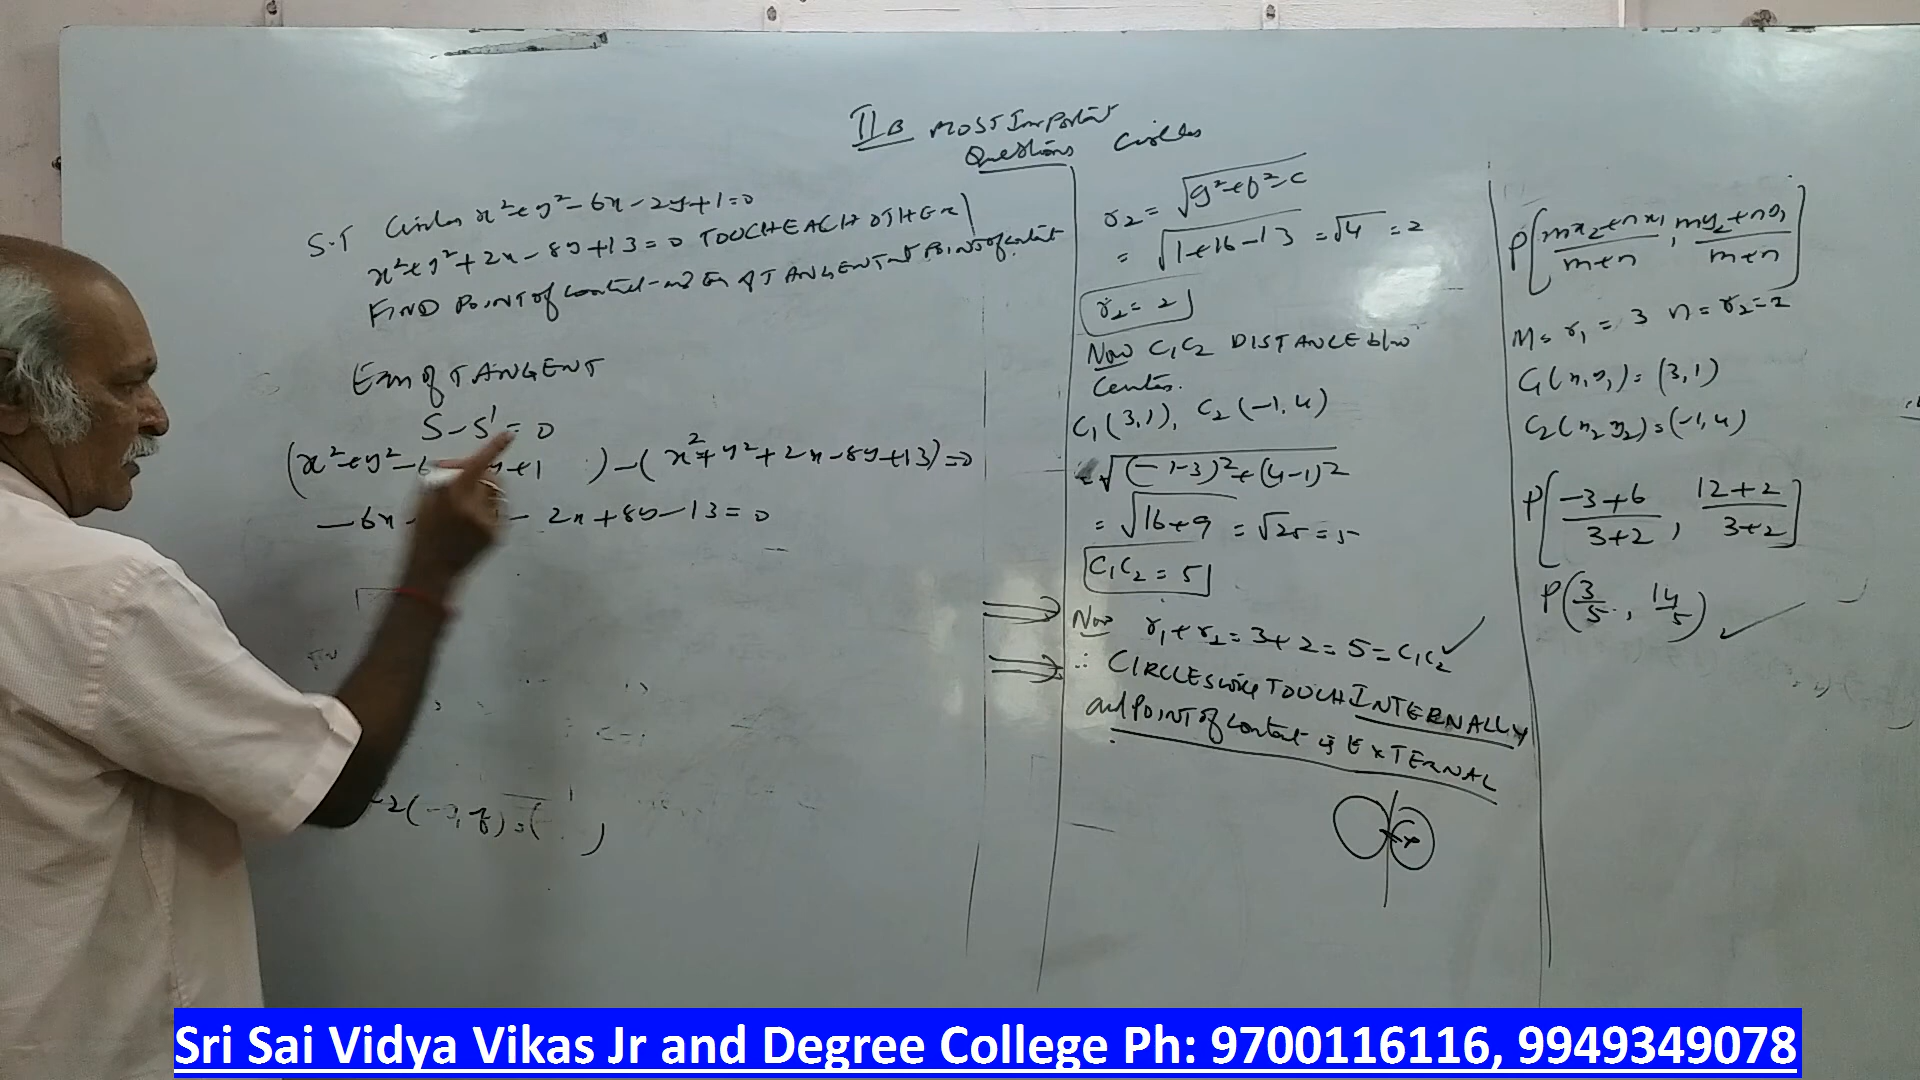 IIB MOST Important
Questions Circles
S.T Circles x²+y²-6x-2y+1=0
x²+y²+2x-8y+13=0 TOUCH EACH OTHER
FIND POINT of contact and Eqn of TANGENT at POINT of contact
Eqn of TANGENT
S-S'=0
(x²+y²-6 y+1 )-(x²+y²+2x-8y+13)=0
-6x- - 2x+8y-13=0
r₂ = √g²+f²-c
= √1+16-13 = √4 = 2
r₂ = 2
Now C₁C₂ DISTANCE b/w
Centres.
C₁(3,1), C₂(-1,4)
= √(-1-3)²+(4-1)²
= √16+9 = √25 = 5
C₁C₂ = 5
Now r₁+r₂ = 3+2 = 5 = C₁C₂ ✓
∴ CIRCLES will TOUCH INTERNALLY
and POINT of contact is EXTERNAL
P[mx₂+nx₁/m+n, my₂+ny₁/m+n]
M = r₁ = 3 n = r₂ = 2
C₁(x₁y₁) = (3,1)
C₂(x₂y₂) = (-1,4)
P[-3+6/3+2, 12+2/3+2]
P(3/5, 14/5) ✓
Sri Sai Vidya Vikas Jr and Degree College Ph: 9700116116, 9949349078